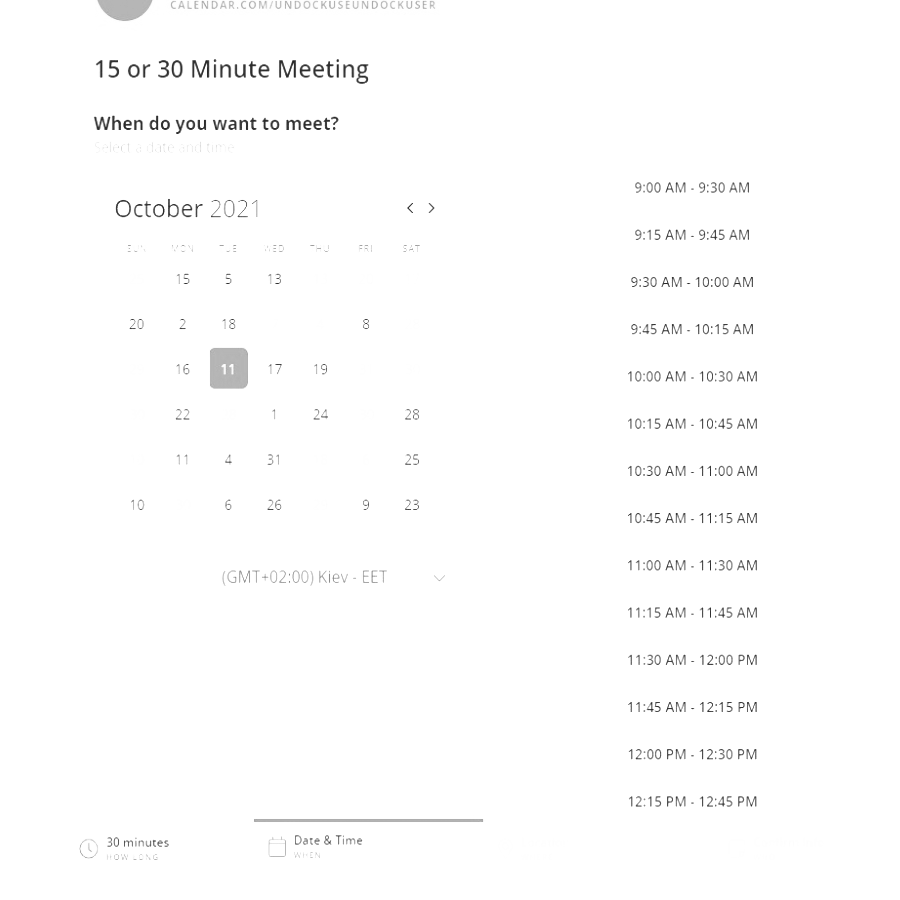 CALENDAR.COM/UNDOCKUSEUNDOCKUSER
15 or 30 Minute Meeting
When do you want to meet?
Select a date and time
October 2021
SUN MON TUE WED THU FRI SAT
15 5 13
20 2 18 8
16 11 17 19
22 1 24 28
11 4 31 25
10 6 26 9 23
(GMT+02:00) Kiev - EET
9:00 AM - 9:30 AM
9:15 AM - 9:45 AM
9:30 AM - 10:00 AM
9:45 AM - 10:15 AM
10:00 AM - 10:30 AM
10:15 AM - 10:45 AM
10:30 AM - 11:00 AM
10:45 AM - 11:15 AM
11:00 AM - 11:30 AM
11:15 AM - 11:45 AM
11:30 AM - 12:00 PM
11:45 AM - 12:15 PM
12:00 PM - 12:30 PM
12:15 PM - 12:45 PM
30 minutes
HOW LONG
Date & Time
WHEN